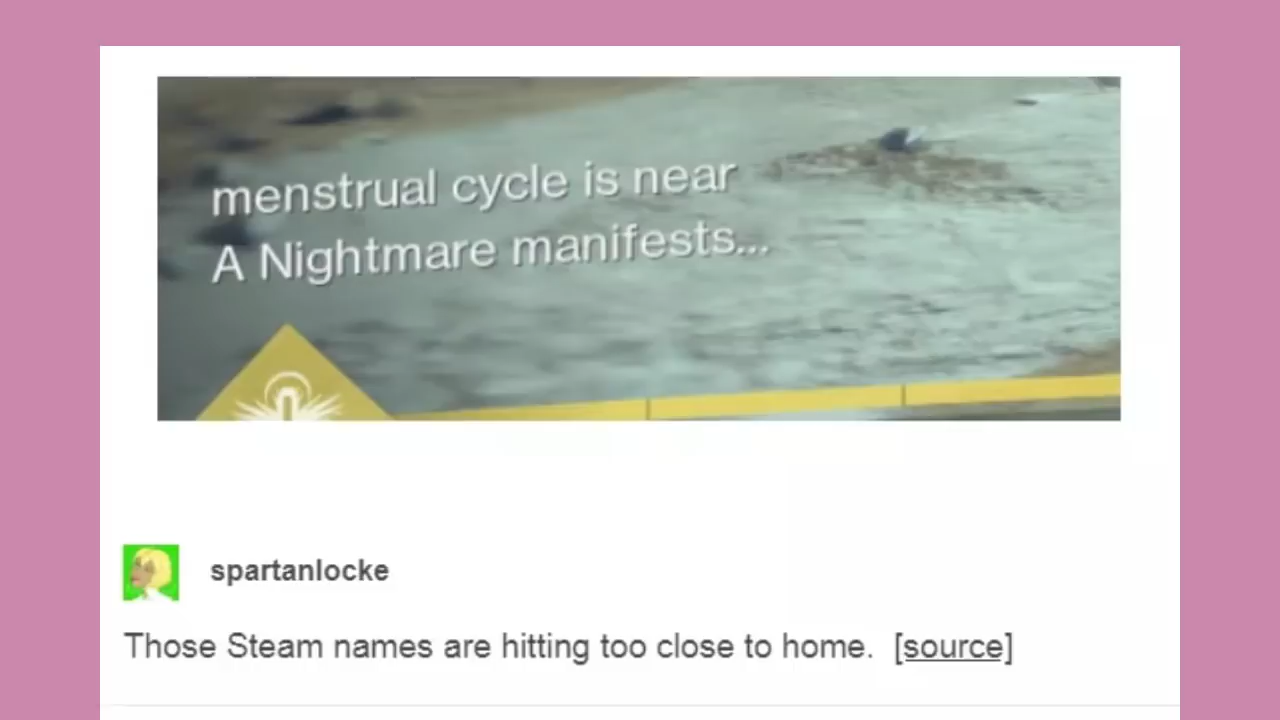 menstrual cycle is near
A Nightmare manifests...
spartanlocke
Those Steam names are hitting too close to home. [source]